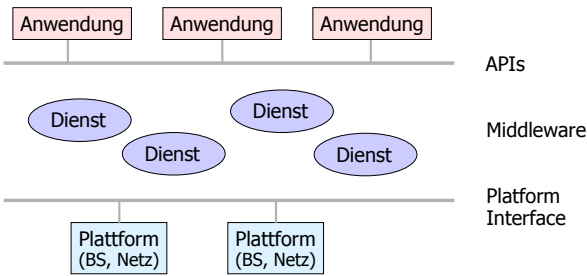 Anwendung Anwendung Anwendung
APIs
Dienst
Dienst
Dienst
Dienst
Middleware
Platform
Interface
Plattform
(BS, Netz)
Plattform
(BS, Netz)